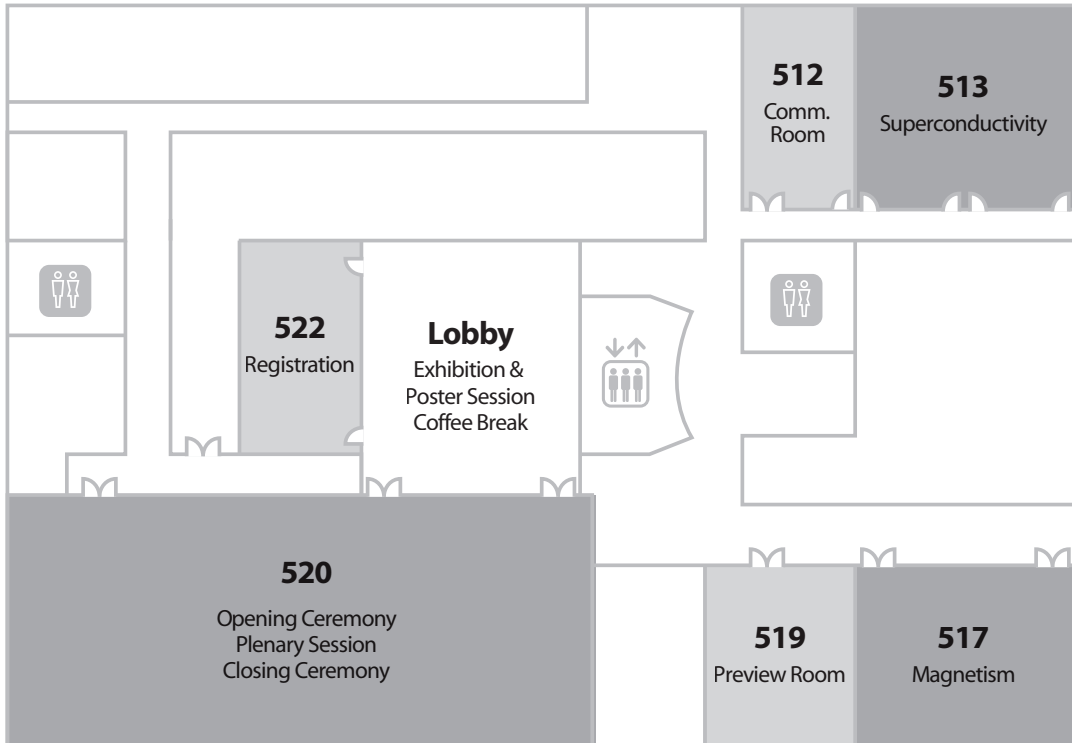 512
Comm.
Room
513
Superconductivity
522
Registration
Lobby
Exhibition &
Poster Session
Coffee Break
520
Opening Ceremony
Plenary Session
Closing Ceremony
519
Preview Room
517
Magnetism